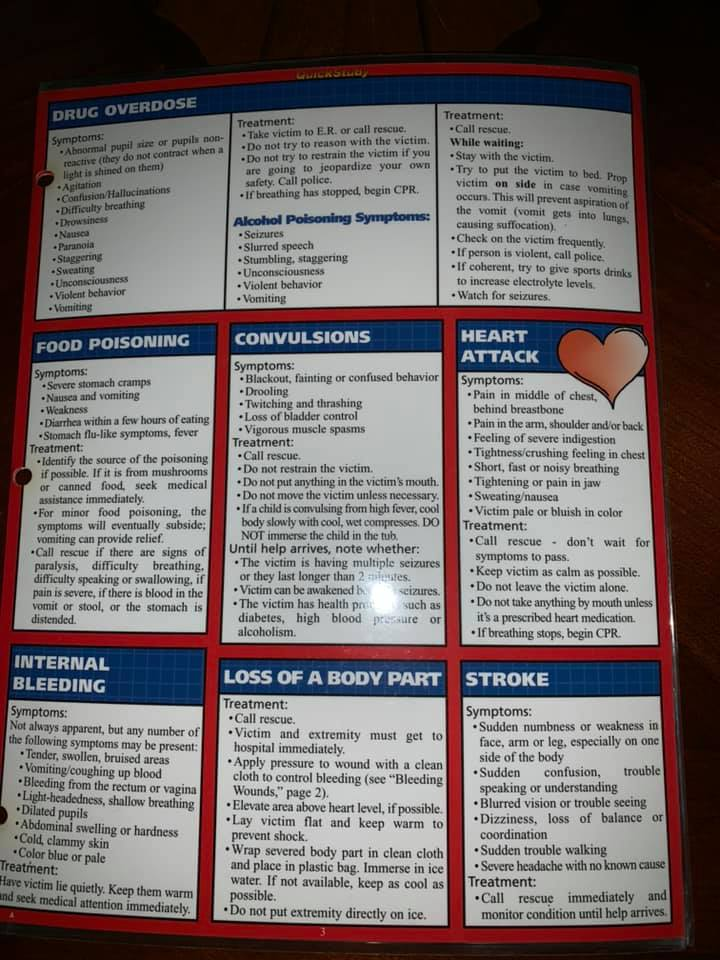 QuickStudy
DRUG OVERDOSE
Symptoms:
•Abnormal pupil size or pupils non-
reactive (they do not contract when a
light is shined on them)
•Agitation
•Confusion/Hallucinations
•Difficulty breathing
•Drowsiness
•Nausea
•Paranoia
•Staggering
•Sweating
•Unconsciousness
•Violent behavior
•Vomiting
Treatment:
•Take victim to E.R. or call rescue.
•Do not try to reason with the victim.
•Do not try to restrain the victim if you
are going to jeopardize your own
safety. Call police.
•If breathing has stopped, begin CPR.
Alcohol Poisoning Symptoms:
•Seizures
•Slurred speech
•Stumbling, staggering
•Unconsciousness
•Violent behavior
•Vomiting
Treatment:
•Call rescue.
While waiting:
•Stay with the victim.
•Try to put the victim to bed. Prop
victim on side in case vomiting
occurs. This will prevent aspiration of
the vomit (vomit gets into lungs,
causing suffocation).
•Check on the victim frequently.
•If person is violent, call police.
•If coherent, try to give sports drinks
to increase electrolyte levels.
•Watch for seizures.
FOOD POISONING
Symptoms:
•Severe stomach cramps
•Nausea and vomiting
•Weakness
•Diarrhea within a few hours of eating
•Stomach flu-like symptoms, fever
Treatment:
•Identify the source of the poisoning
if possible. If it is from mushrooms
or canned food, seek medical
assistance immediately.
•For minor food poisoning, the
symptoms will eventually subside;
vomiting can provide relief.
•Call rescue if there are signs of
paralysis, difficulty breathing,
difficulty speaking or swallowing, if
pain is severe, if there is blood in the
vomit or stool, or the stomach is
distended.
CONVULSIONS
Symptoms:
•Blackout, fainting or confused behavior
•Drooling
•Twitching and thrashing
•Loss of bladder control
•Vigorous muscle spasms
Treatment:
•Call rescue.
•Do not restrain the victim.
•Do not put anything in the victim's mouth.
•Do not move the victim unless necessary.
•If a child is convulsing from high fever, cool
body slowly with cool, wet compresses. DO
NOT immerse the child in the tub.
Until help arrives, note whether:
•The victim is having multiple seizures
or they last longer than 2 minutes.
•Victim can be awakened seizures.
•The victim has health such as
diabetes, high blood pressure or
alcoholism.
HEART
ATTACK
Symptoms:
•Pain in middle of chest,
behind breastbone
•Pain in the arm, shoulder and/or back
•Feeling of severe indigestion
•Tightness/crushing feeling in chest
•Short, fast or noisy breathing
•Tightening or pain in jaw
•Sweating/nausea
•Victim pale or bluish in color
Treatment:
•Call rescue - don't wait for
symptoms to pass.
•Keep victim as calm as possible.
•Do not leave the victim alone.
•Do not take anything by mouth unless
it's a prescribed heart medication.
•If breathing stops, begin CPR.
INTERNAL
BLEEDING
Symptoms:
Not always apparent, but any number of
the following symptoms may be present:
•Tender, swollen, bruised areas
•Vomiting/coughing up blood
•Bleeding from the rectum or vagina
•Light-headedness, shallow breathing
•Dilated pupils
•Abdominal swelling or hardness
•Cold, clammy skin
•Color blue or pale
Treatment:
Have victim lie quietly. Keep them warm
and seek medical attention immediately.
LOSS OF A BODY PART
Treatment:
•Call rescue.
•Victim and extremity must get to
hospital immediately.
•Apply pressure to wound with a clean
cloth to control bleeding (see "Bleeding
Wounds," page 2).
•Elevate area above heart level, if possible.
•Lay victim flat and keep warm to
prevent shock.
•Wrap severed body part in clean cloth
and place in plastic bag. Immerse in ice
water. If not available, keep as cool as
possible.
•Do not put extremity directly on ice.
STROKE
Symptoms:
•Sudden numbness or weakness in
face, arm or leg, especially on one
side of the body
•Sudden confusion, trouble
speaking or understanding
•Blurred vision or trouble seeing
•Dizziness, loss of balance or
coordination
•Sudden trouble walking
•Severe headache with no known cause
Treatment:
•Call rescue immediately and
monitor condition until help arrives.
3